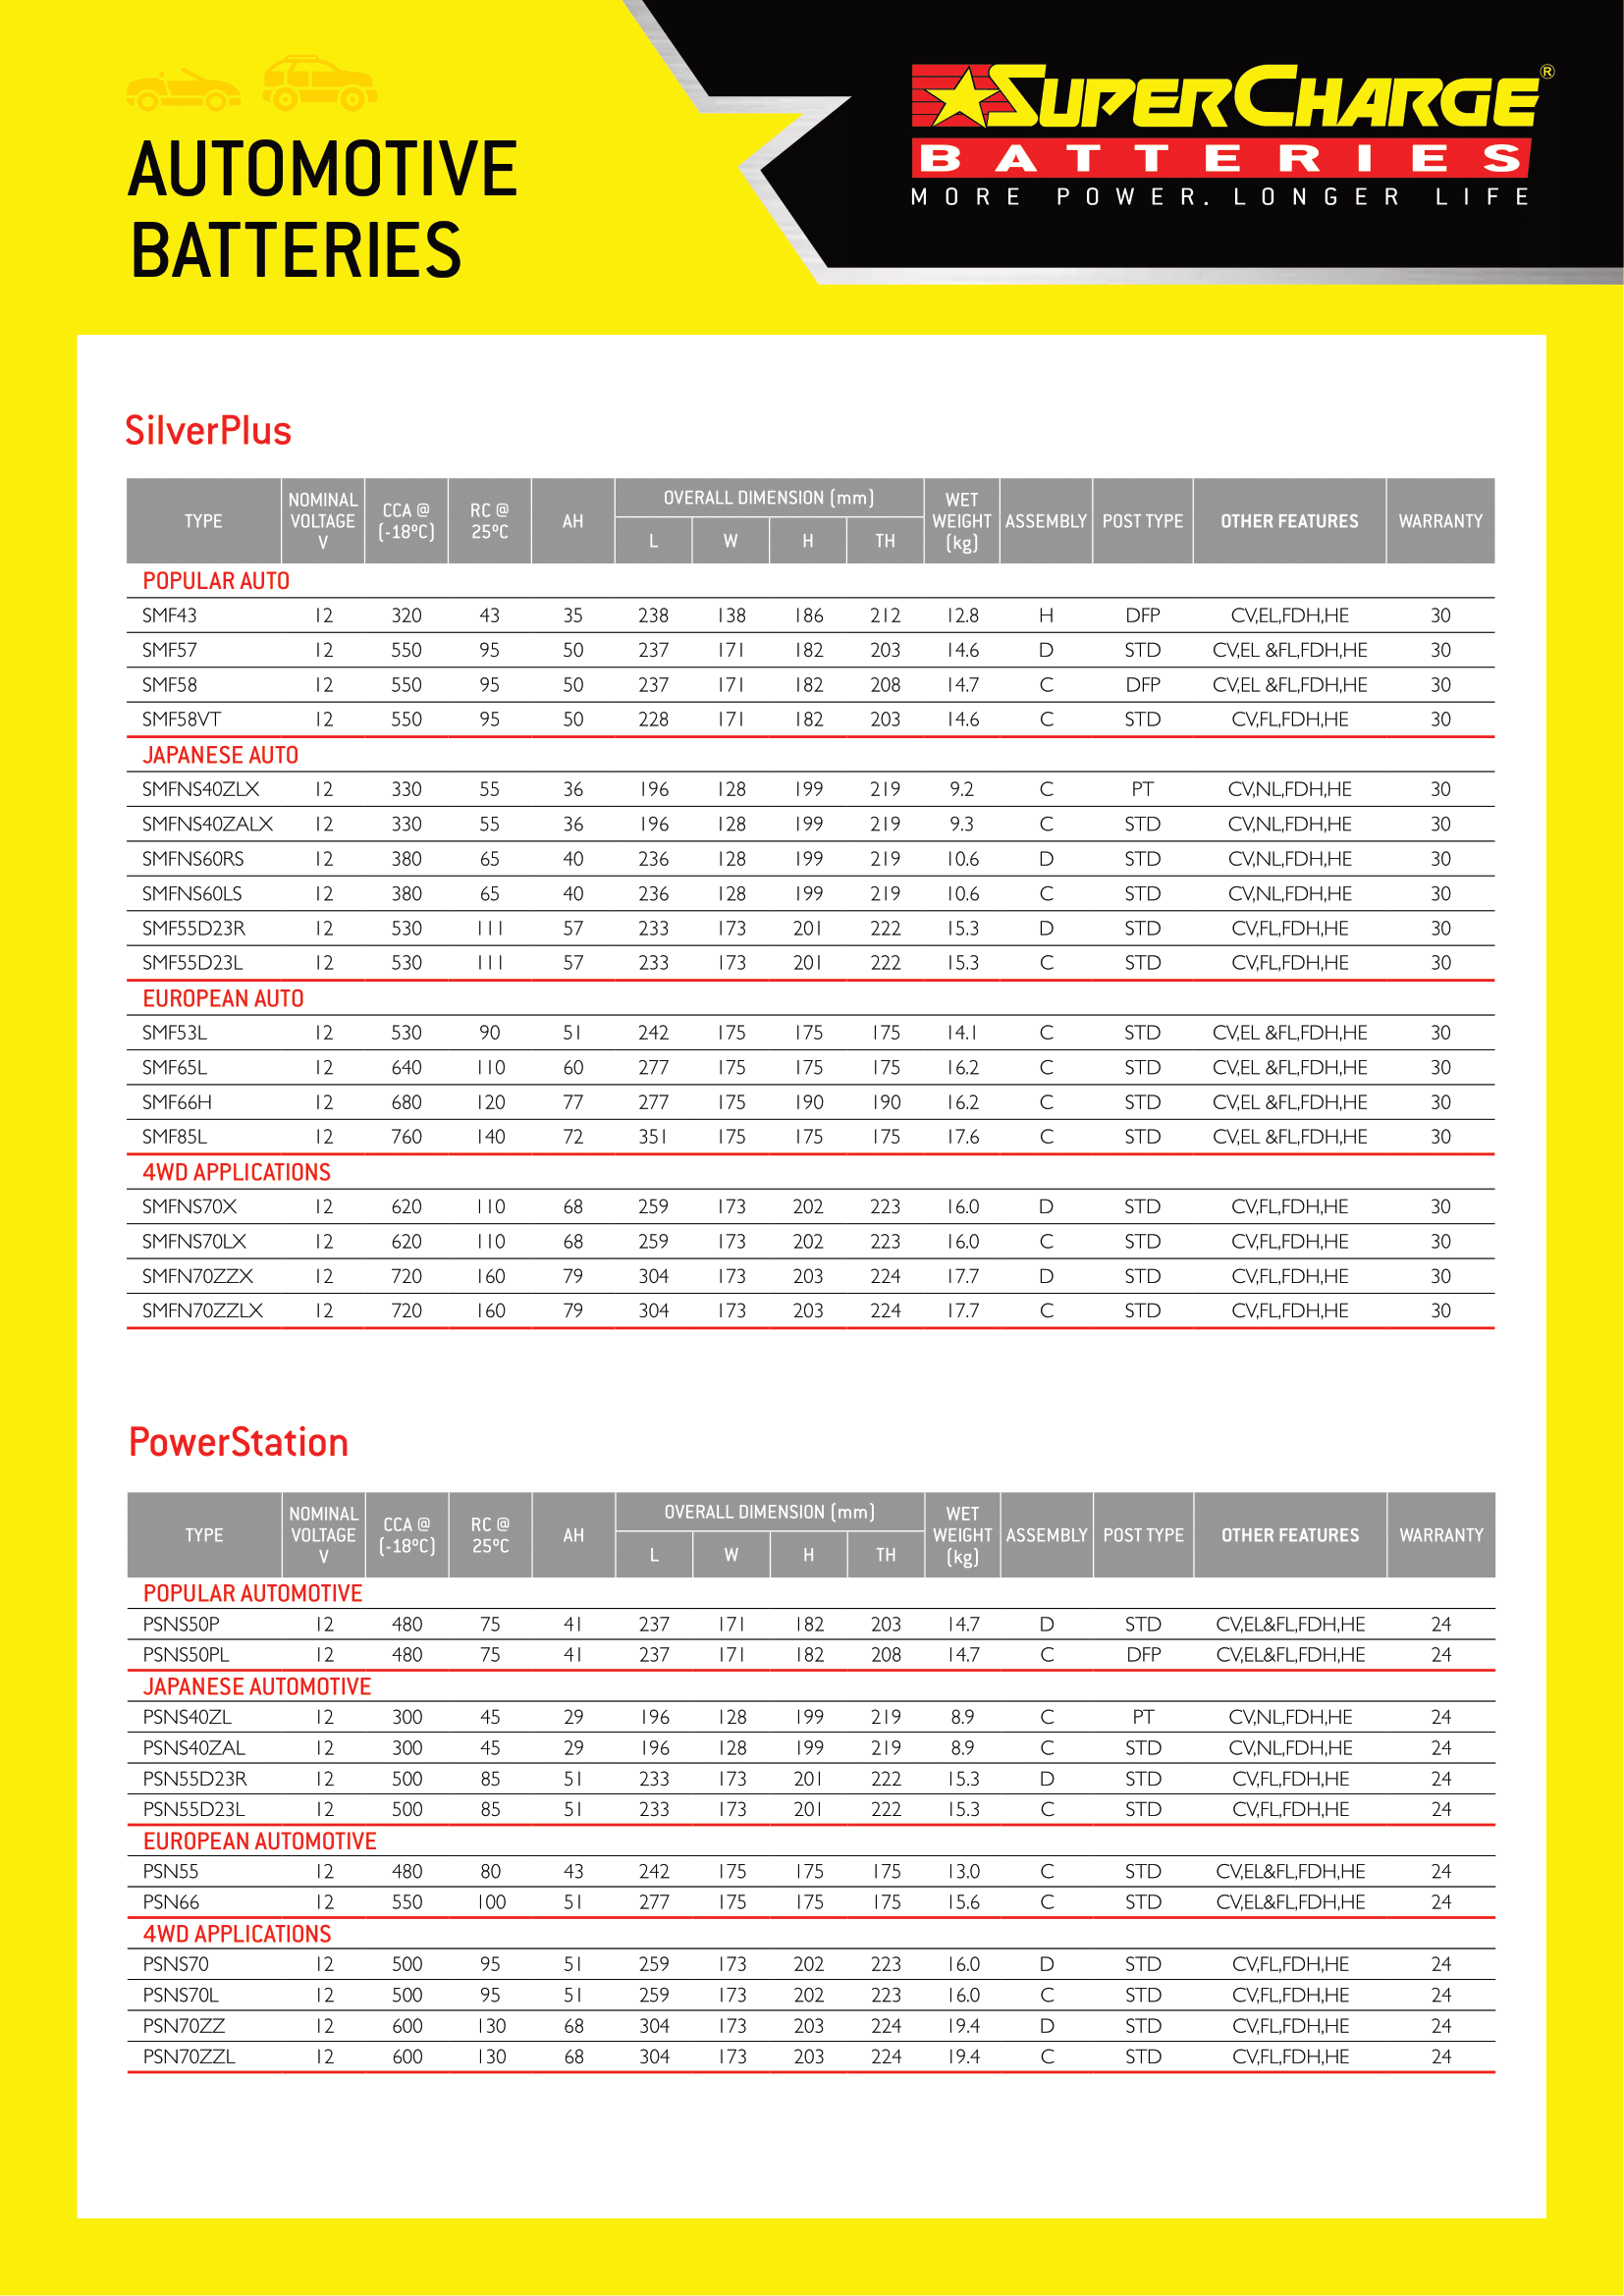 AUTOMOTIVE
BATTERIES
SUPERCHARGE®
BATTERIES
MORE POWER. LONGER LIFE
SilverPlus
TYPE NOMINAL VOLTAGE V CCA @ (-18ºC) RC @ 25ºC AH OVERALL DIMENSION (mm) L W H TH WET WEIGHT (kg) ASSEMBLY POST TYPE OTHER FEATURES WARRANTY
POPULAR AUTO
SMF43 12 320 43 35 238 138 186 212 12.8 H DFP CV,EL,FDH,HE 30
SMF57 12 550 95 50 237 171 182 203 14.6 D STD CV,EL &FL,FDH,HE 30
SMF58 12 550 95 50 237 171 182 208 14.7 C DFP CV,EL &FL,FDH,HE 30
SMF58VT 12 550 95 50 228 171 182 203 14.6 C STD CV,FL,FDH,HE 30
JAPANESE AUTO
SMFNS40ZLX 12 330 55 36 196 128 199 219 9.2 C PT CV,NL,FDH,HE 30
SMFNS40ZALX 12 330 55 36 196 128 199 219 9.3 C STD CV,NL,FDH,HE 30
SMFNS60RS 12 380 65 40 236 128 199 219 10.6 D STD CV,NL,FDH,HE 30
SMFNS60LS 12 380 65 40 236 128 199 219 10.6 C STD CV,NL,FDH,HE 30
SMF55D23R 12 530 111 57 233 173 201 222 15.3 D STD CV,FL,FDH,HE 30
SMF55D23L 12 530 111 57 233 173 201 222 15.3 C STD CV,FL,FDH,HE 30
EUROPEAN AUTO
SMF53L 12 530 90 51 242 175 175 175 14.1 C STD CV,EL &FL,FDH,HE 30
SMF65L 12 640 110 60 277 175 175 175 16.2 C STD CV,EL &FL,FDH,HE 30
SMF66H 12 680 120 77 277 175 190 190 16.2 C STD CV,EL &FL,FDH,HE 30
SMF85L 12 760 140 72 351 175 175 175 17.6 C STD CV,EL &FL,FDH,HE 30
4WD APPLICATIONS
SMFNS70X 12 620 110 68 259 173 202 223 16.0 D STD CV,FL,FDH,HE 30
SMFNS70LX 12 620 110 68 259 173 202 223 16.0 C STD CV,FL,FDH,HE 30
SMFN70ZZX 12 720 160 79 304 173 203 224 17.7 D STD CV,FL,FDH,HE 30
SMFN70ZZLX 12 720 160 79 304 173 203 224 17.7 C STD CV,FL,FDH,HE 30
PowerStation
TYPE NOMINAL VOLTAGE V CCA @ (-18ºC) RC @ 25ºC AH OVERALL DIMENSION (mm) L W H TH WET WEIGHT (kg) ASSEMBLY POST TYPE OTHER FEATURES WARRANTY
POPULAR AUTOMOTIVE
PSNS50P 12 480 75 41 237 171 182 203 14.7 D STD CV,EL&FL,FDH,HE 24
PSNS50PL 12 480 75 41 237 171 182 208 14.7 C DFP CV,EL&FL,FDH,HE 24
JAPANESE AUTOMOTIVE
PSNS40ZL 12 300 45 29 196 128 199 219 8.9 C PT CV,NL,FDH,HE 24
PSNS40ZAL 12 300 45 29 196 128 199 219 8.9 C STD CV,NL,FDH,HE 24
PSN55D23R 12 500 85 51 233 173 201 222 15.3 D STD CV,FL,FDH,HE 24
PSN55D23L 12 500 85 51 233 173 201 222 15.3 C STD CV,FL,FDH,HE 24
EUROPEAN AUTOMOTIVE
PSN55 12 480 80 43 242 175 175 175 13.0 C STD CV,EL&FL,FDH,HE 24
PSN66 12 550 100 51 277 175 175 175 15.6 C STD CV,EL&FL,FDH,HE 24
4WD APPLICATIONS
PSNS70 12 500 95 51 259 173 202 223 16.0 D STD CV,FL,FDH,HE 24
PSNS70L 12 500 95 51 259 173 202 223 16.0 C STD CV,FL,FDH,HE 24
PSN70ZZ 12 600 130 68 304 173 203 224 19.4 D STD CV,FL,FDH,HE 24
PSN70ZZL 12 600 130 68 304 173 203 224 19.4 C STD CV,FL,FDH,HE 24